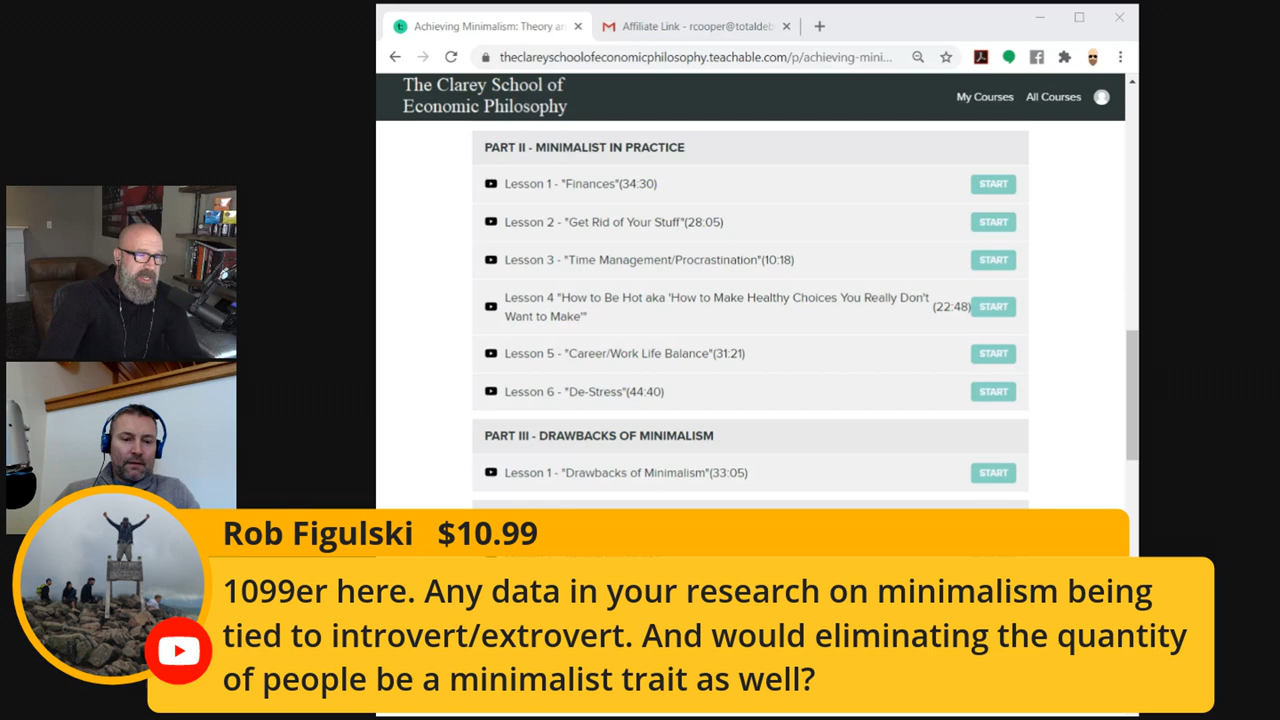 Achieving Minimalism: Theory an
Affiliate Link - rcooper@totaldeb
theclareyschoolofeconomicphilosophy.teachable.com/p/achieving-mini...
The Clarey School of
Economic Philosophy
My Courses
All Courses
PART II - MINIMALIST IN PRACTICE
Lesson 1 - "Finances"(34:30)
START
Lesson 2 - "Get Rid of Your Stuff"(28:05)
START
Lesson 3 - "Time Management/Procrastination"(10:18)
START
Lesson 4 "How to Be Hot aka 'How to Make Healthy Choices You Really Don't
Want to Make'"
(22:48)
START
Lesson 5 - "Career/Work Life Balance"(31:21)
START
Lesson 6 - "De-Stress"(44:40)
START
PART III - DRAWBACKS OF MINIMALISM
Lesson 1 - "Drawbacks of Minimalism"(33:05)
START
Rob Figulski $10.99
1099er here. Any data in your research on minimalism being
tied to introvert/extrovert. And would eliminating the quantity
of people be a minimalist trait as well?